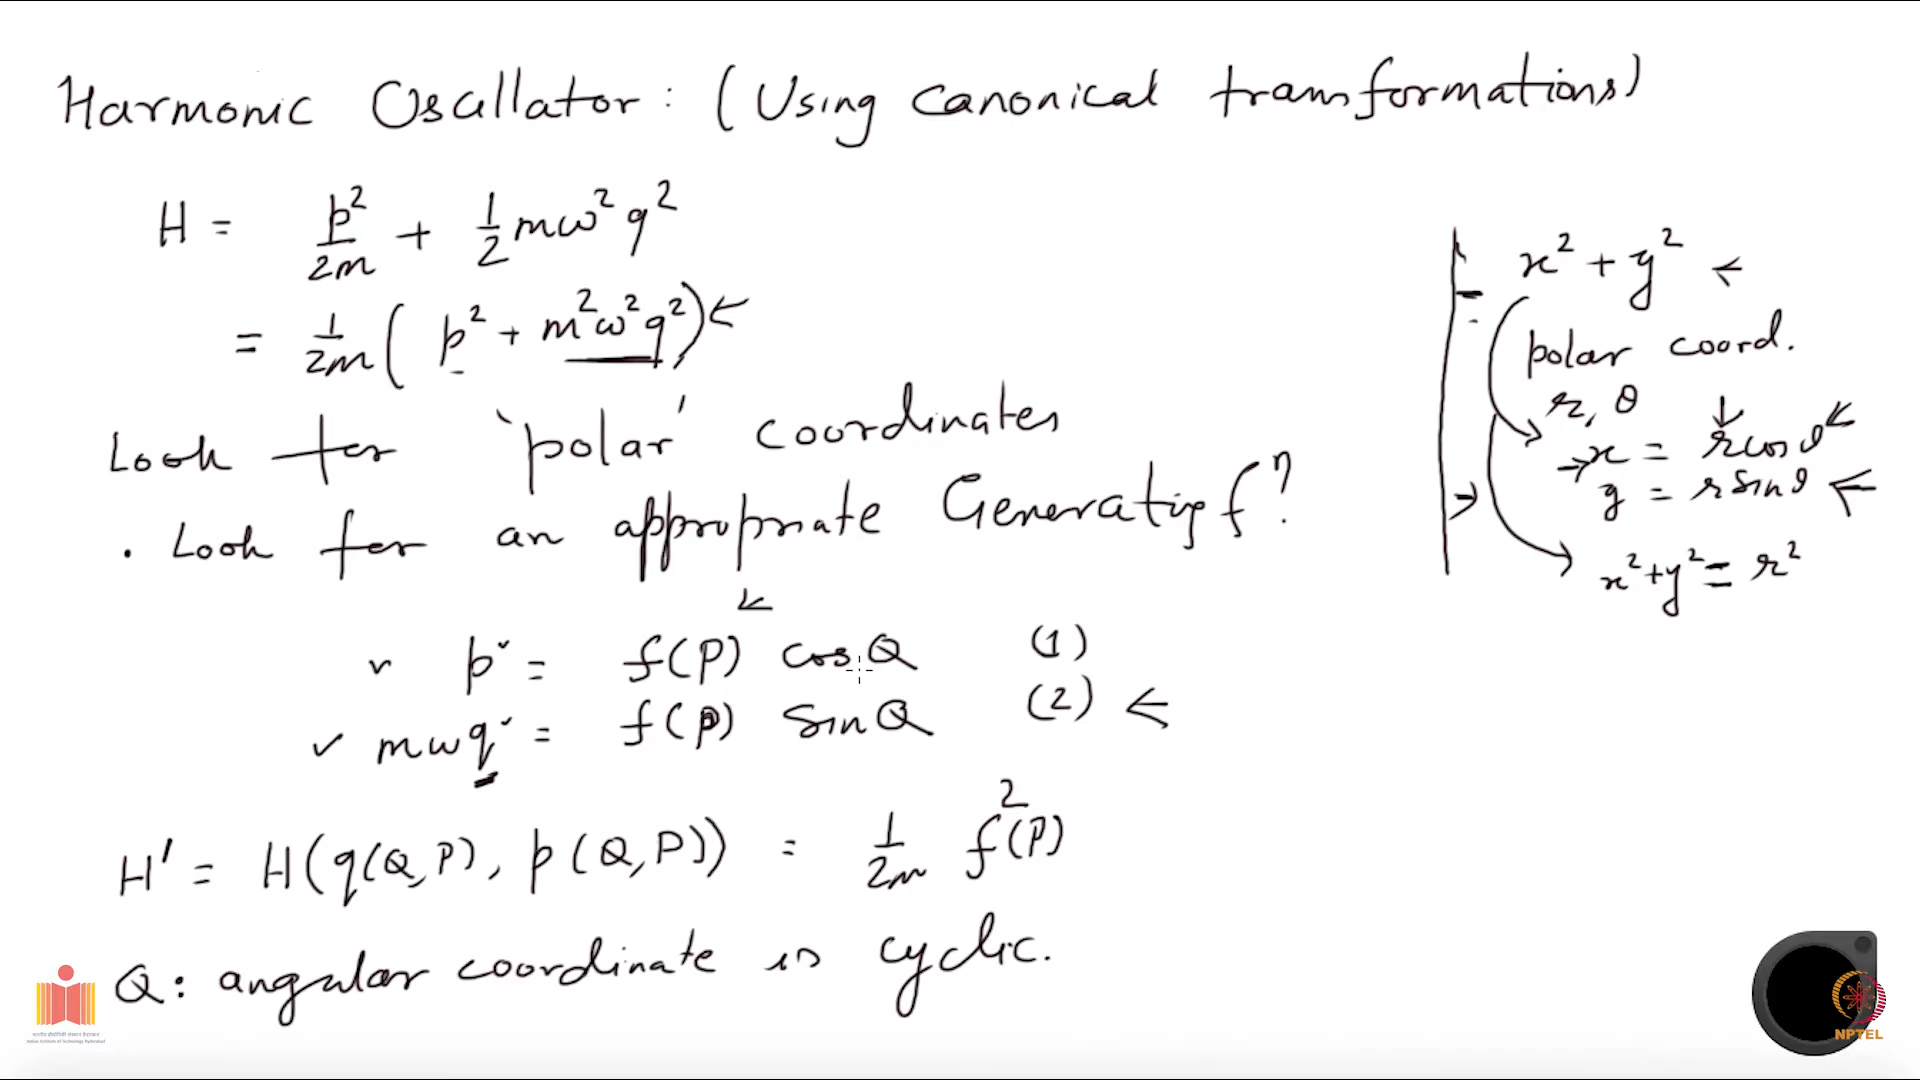 Harmonic Oscillator: (Using canonical transformations)
H = p²/2m + 1/2 mω² q²
= 1/2m ( p² + m²ω²q² ) ←
Look for 'polar' coordinates
. Look for an appropriate Generating fⁿ.
✓ p = f(P) cos Q (1)
✓ mωq = f(P) sin Q (2) ←
H' = H(q(Q,P), p(Q,P)) = 1/2m f²(P)
Q: angular coordinate is cyclic.
x² + y² ←
polar coord.
r, θ
→ x = r cos θ ←
y = r sin θ ←
x² + y² = r²
NPTEL